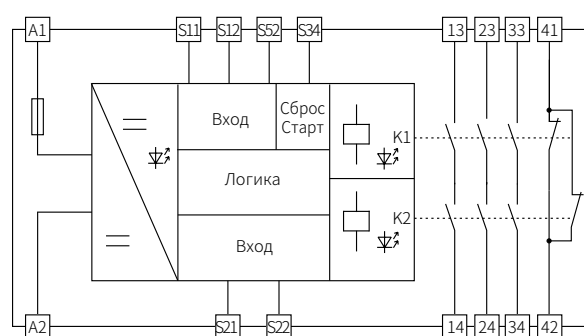 A1 S11 S12 S52 S34 13 23 33 41
Вход
Сброс
Старт
K1
Логика
K2
Вход
A2 S21 S22 14 24 34 42